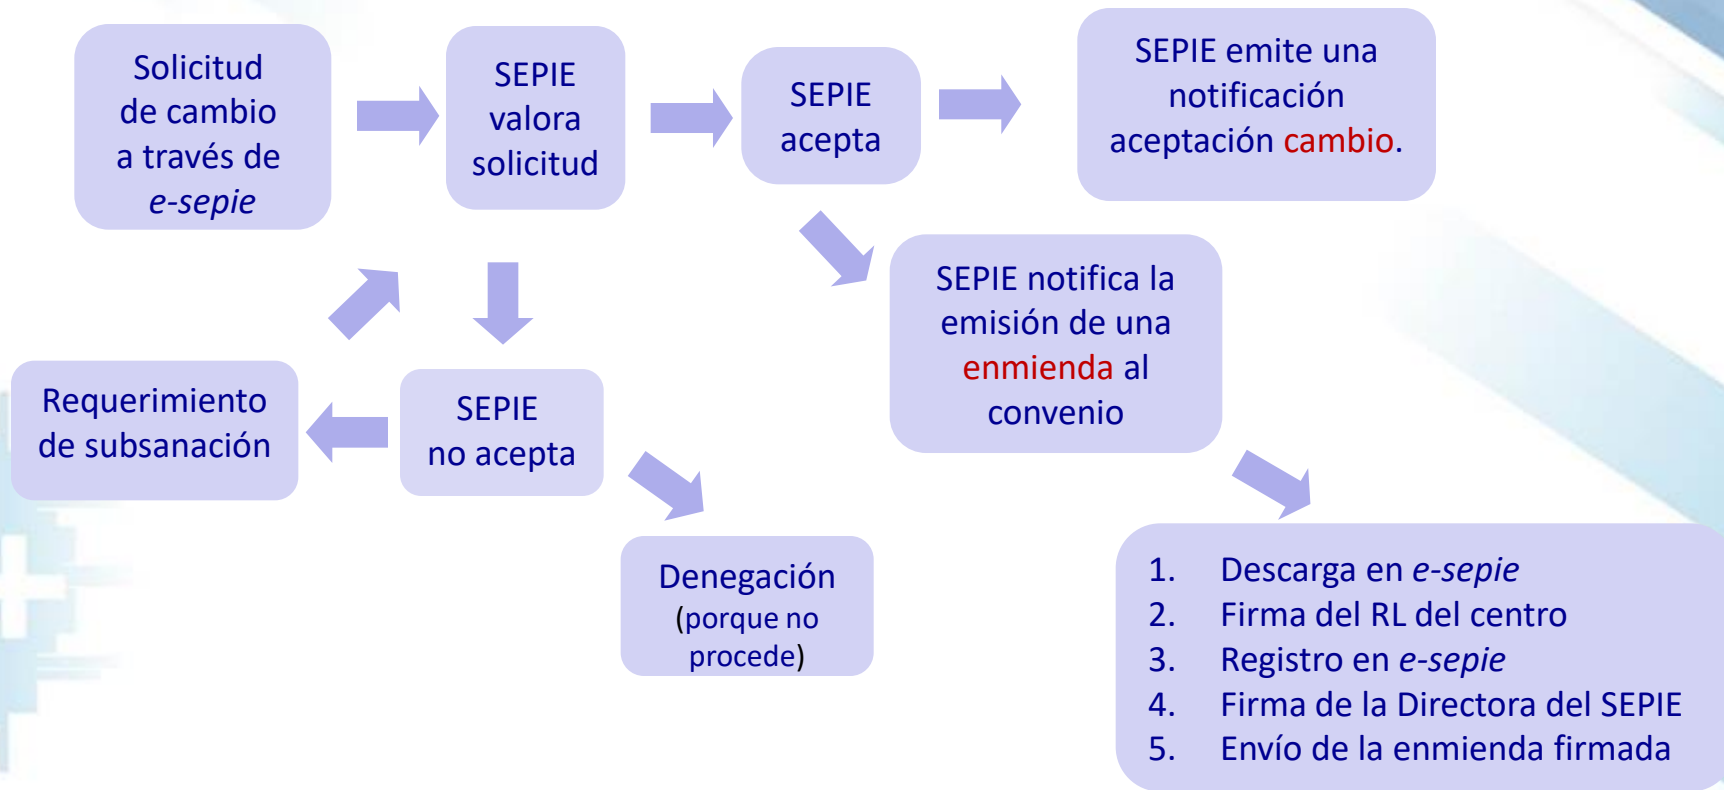 Solicitud
de cambio
a través de
e-sepie
SEPIE
valora
solicitud
SEPIE
acepta
SEPIE emite una
notificación
aceptación cambio.
SEPIE notifica la
emisión de una
enmienda al
convenio
Requerimiento
de subsanación
SEPIE
no acepta
Denegación
(porque no
procede)
1. Descarga en e-sepie
2. Firma del RL del centro
3. Registro en e-sepie
4. Firma de la Directora del SEPIE
5. Envío de la enmienda firmada